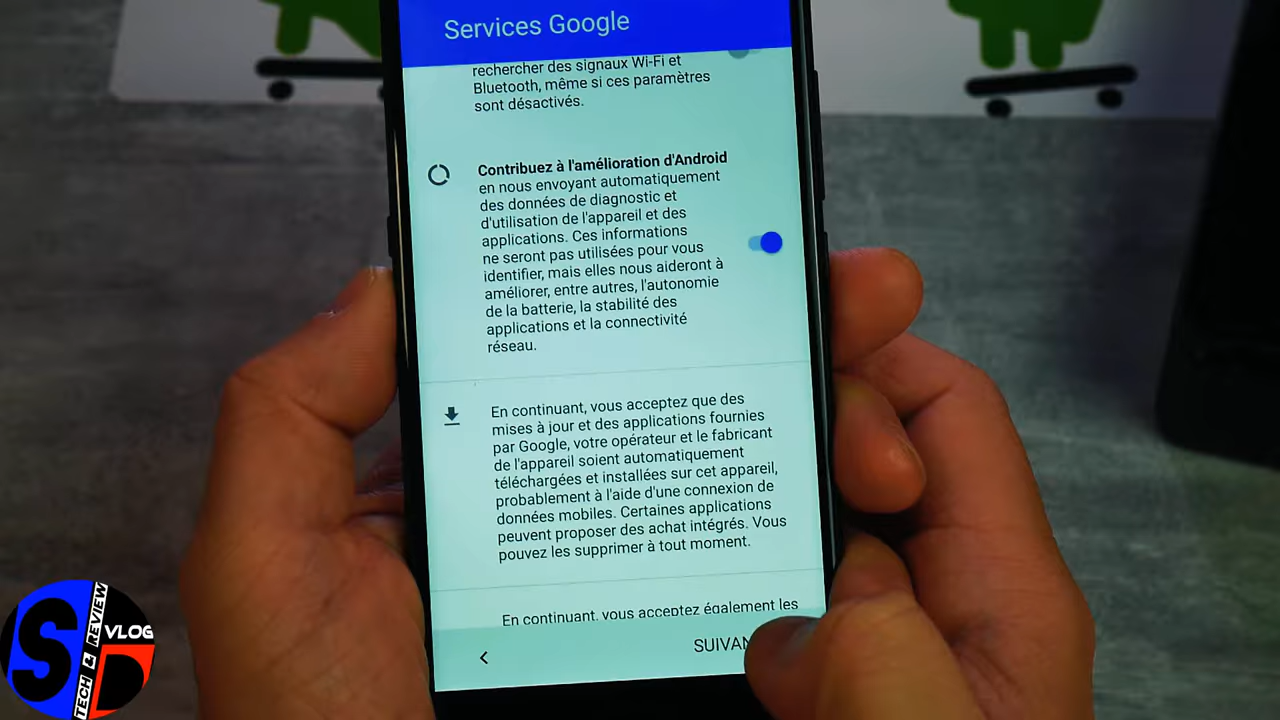 Services Google
rechercher des signaux Wi-Fi et
Bluetooth, même si ces paramètres
sont désactivés.
Contribuez à l'amélioration d'Android
en nous envoyant automatiquement
des données de diagnostic et
d'utilisation de l'appareil et des
applications. Ces informations
ne seront pas utilisées pour vous
identifier, mais elles nous aideront à
améliorer, entre autres, l'autonomie
de la batterie, la stabilité des
applications et la connectivité
réseau.
En continuant, vous acceptez que des
mises à jour et des applications fournies
par Google, votre opérateur et le fabricant
de l'appareil soient automatiquement
téléchargées et installées sur cet appareil,
probablement à l'aide d'une connexion de
données mobiles. Certaines applications
peuvent proposer des achat intégrés. Vous
pouvez les supprimer à tout moment.
En continuant, vous acceptez également les
SUIVAN
SD
TECH & REVIEW
VLOG